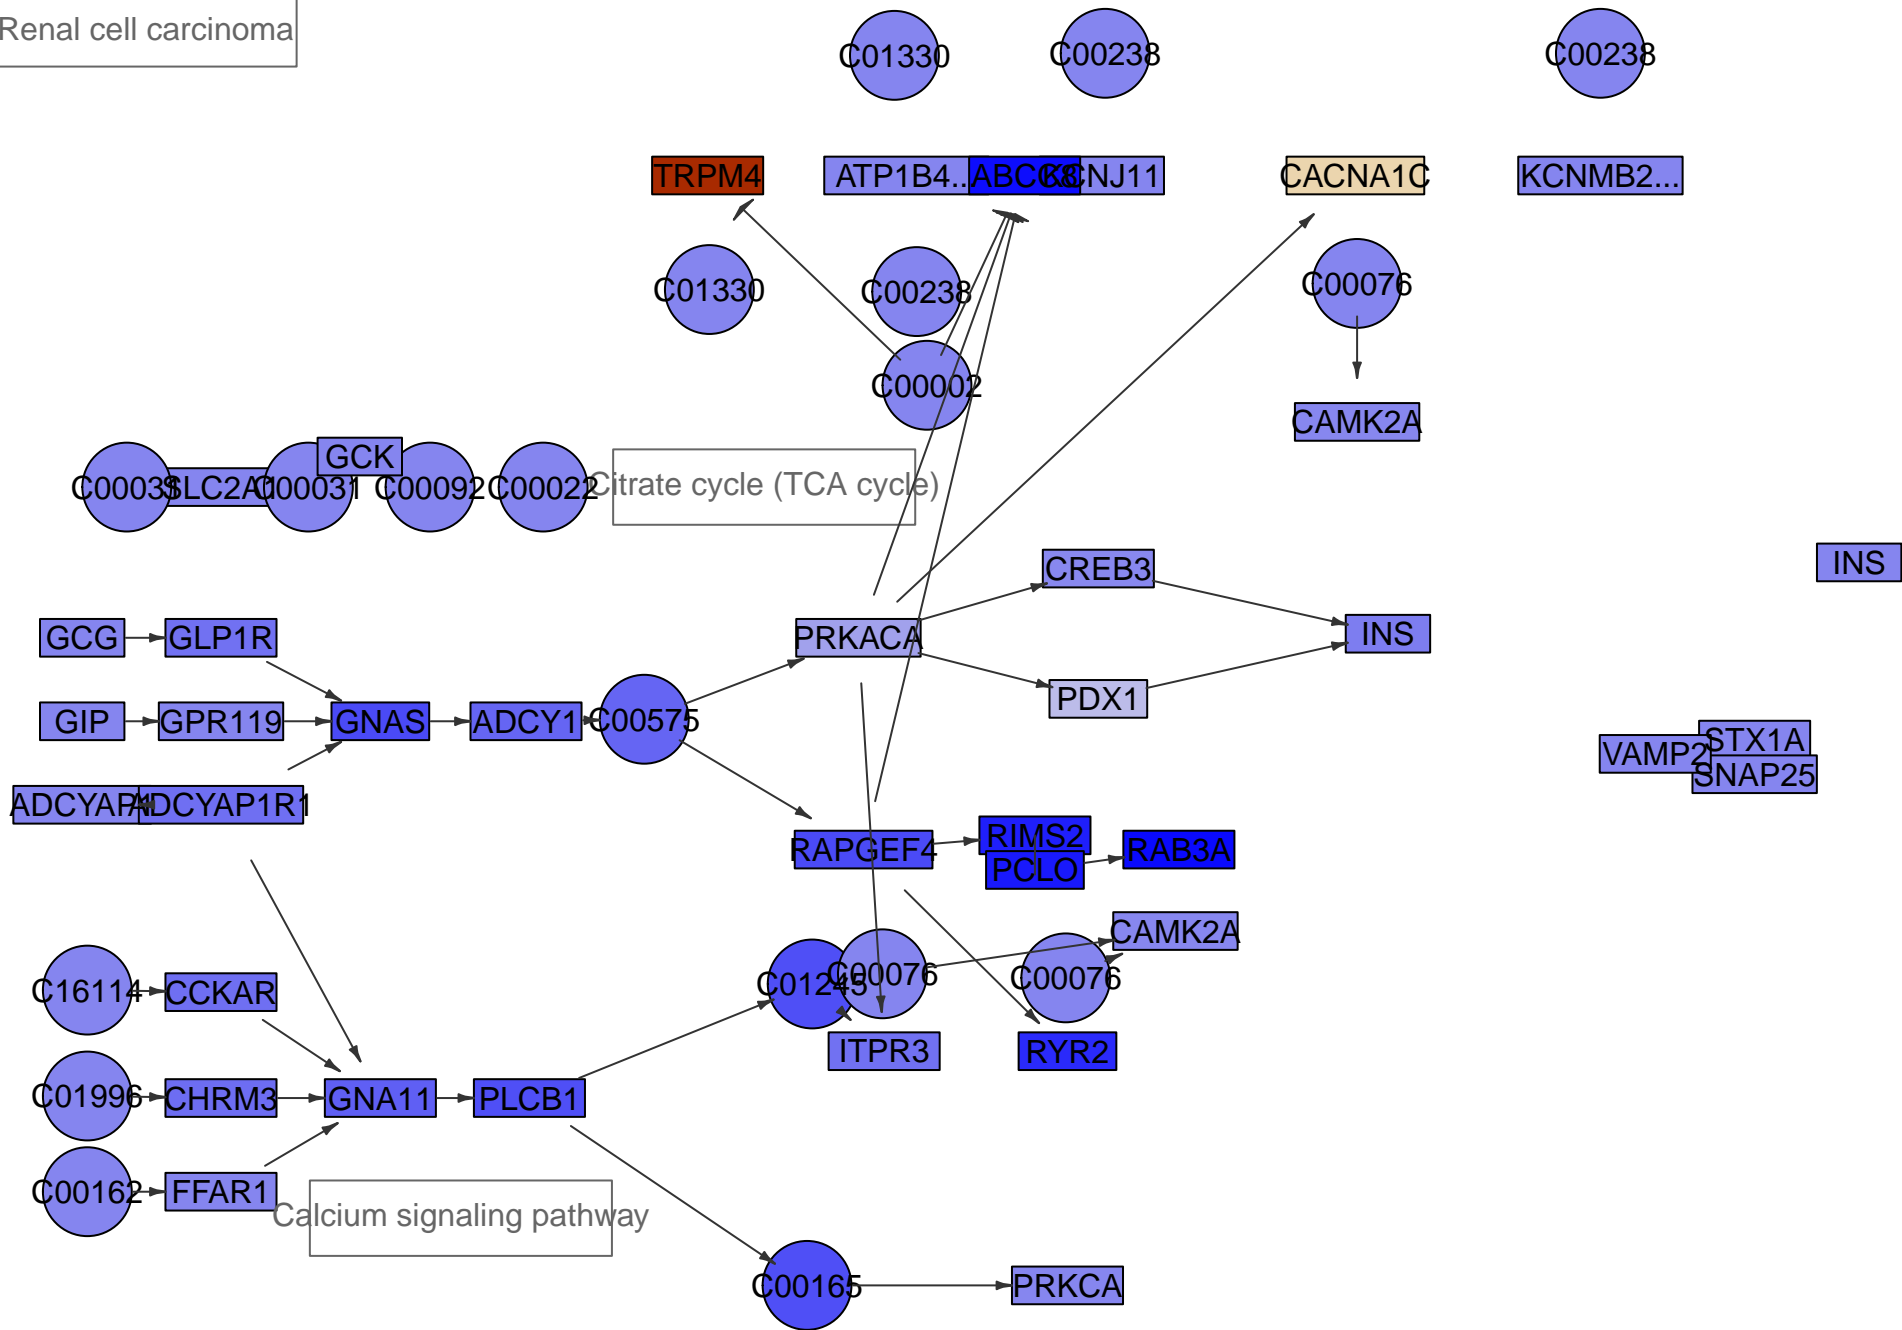 Renal cell carcinoma
C01330
C00238
C00238
TRPM4
ATP1B4...
ABCC8
KCNJ11
CACNA1C
KCNMB2...
C01330
C00238
C00076
C00002
CAMK2A
C00031
SLC2A1
C00031
GCK
C00092
C00022
Citrate cycle (TCA cycle)
CREB3
INS
GCG
GLP1R
PRKACA
INS
PDX1
GIP
GPR119
GNAS
ADCY1
C00575
VAMP2
STX1A
SNAP25
ADCYAP1
ADCYAP1R1
RAPGEF4
RIMS2
PCLO
RAB3A
CAMK2A
C16114
CCKAR
C01245
C00076
C00076
ITPR3
RYR2
C01996
CHRM3
GNA11
PLCB1
C00162
FFAR1
Calcium signaling pathway
C00165
PRKCA